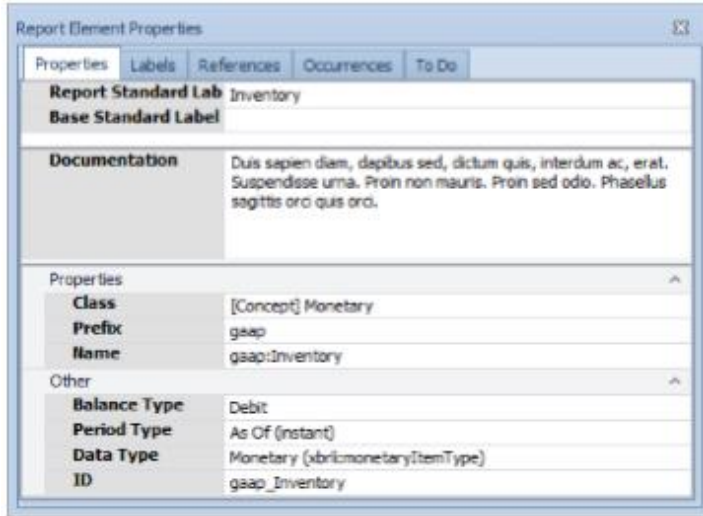 Report Element Properties
Properties Labels References Occurrences To Do
Report Standard Lab Inventory
Base Standard Label
Documentation Duis sapien diam, dapibus sed, dictum quis, interdum ac, erat.
Suspendisse urna. Proin non mauris. Proin sed odio. Phasellus
sagittis orci quis orci.
Properties
Class [Concept] Monetary
Prefix gaap
Name gaap:Inventory
Other
Balance Type Debit
Period Type As Of (instant)
Data Type Monetary (xbrli:monetaryItemType)
ID gaap_Inventory